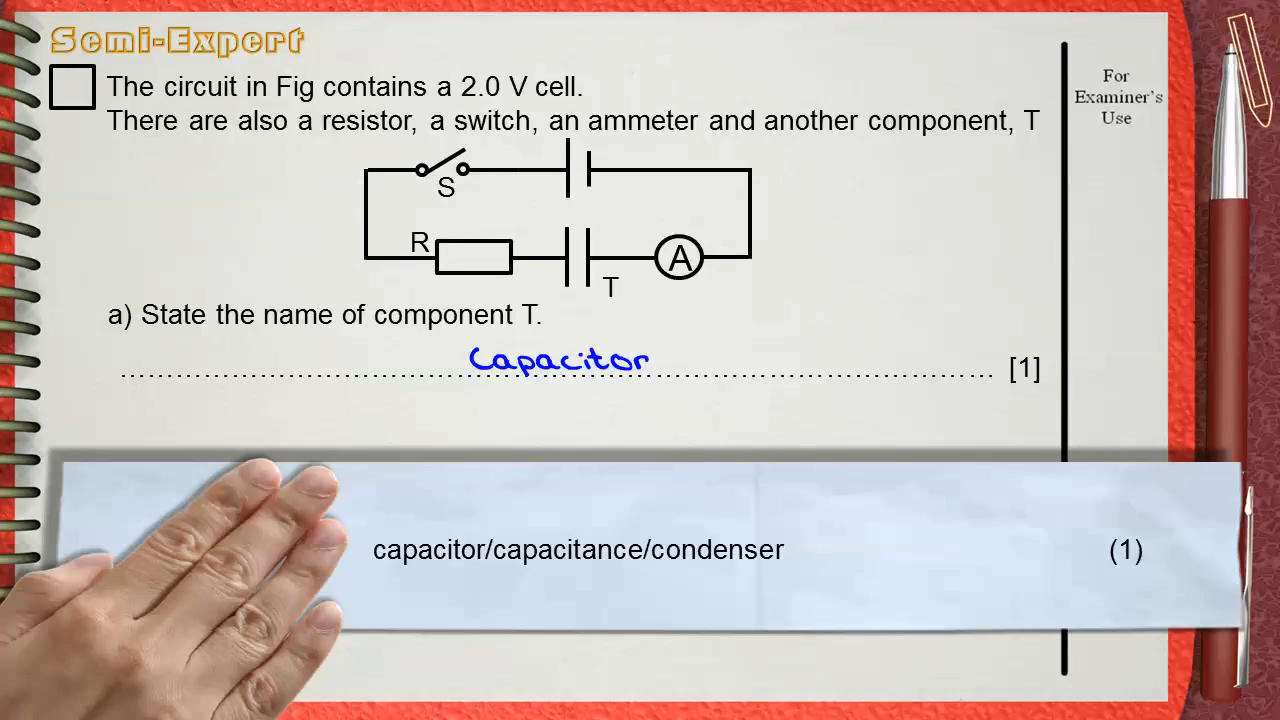 Semi-Expert
The circuit in Fig contains a 2.0 V cell.
There are also a resistor, a switch, an ammeter and another component, T
For
Examiner's
Use
S
R
A
T
a) State the name of component T.
Capacitor
[1]
capacitor/capacitance/condenser (1)